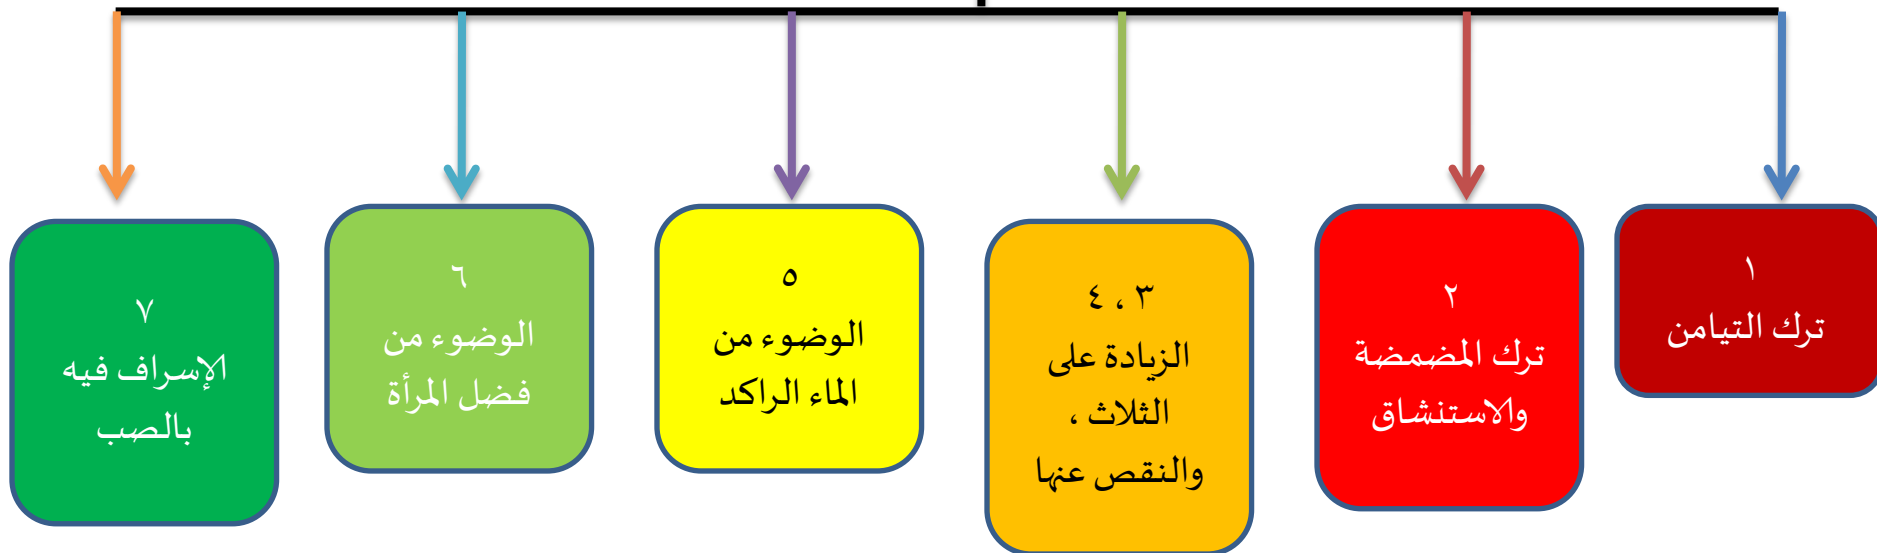 ١
ترك التيامن
٢
ترك المضمضة
والاستنشاق
٣ ، ٤
الزيادة على
الثلاث ،
والنقص عنها
٥
الوضوء من
الماء الراكد
٦
الوضوء من
فضل المرأة
٧
الإسراف فيه
بالصب